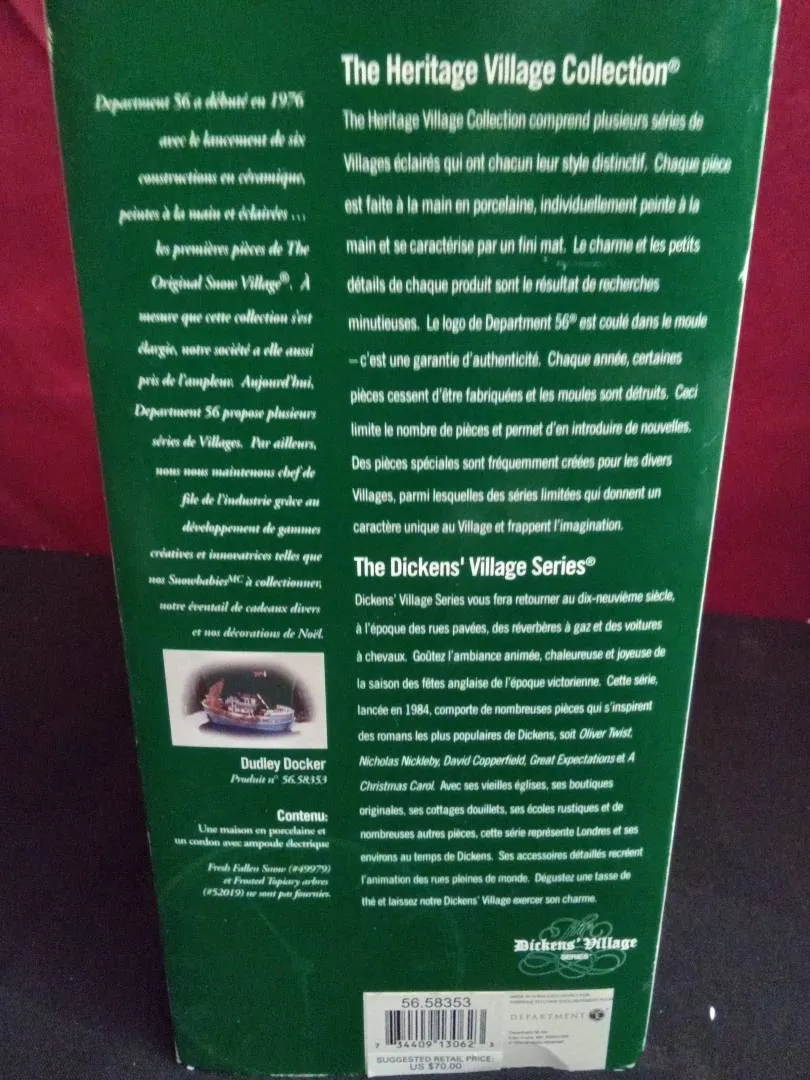 Department 56 a débuté en 1976
avec le lancement de six
constructions en céramique,
peintes à la main et éclairées ...
les premières pièces de The
Original Snow Village®. À
mesure que cette collection s'est
élargie, notre société a elle aussi
pris de l'ampleur. Aujourd'hui,
Department 56 propose plusieurs
séries de Villages. Par ailleurs,
nous nous maintenons chef de
file de l'industrie grâce au
développement de gammes
créatives et innovatrices telles que
nos SnowbabiesMC à collectionner,
notre éventail de cadeaux divers
et nos décorations de Noël.
Dudley Docker
Produit n° 56.58353
Contenu:
Une maison en porcelaine et
un cordon avec ampoule électrique
Fresh Fallen Snow (#49979)
et Frosted Topiary arbres
(#52019) ne sont pas fournies.
The Heritage Village Collection®
The Heritage Village Collection comprend plusieurs séries de
Villages éclairés qui ont chacun leur style distinctif. Chaque pièce
est faite à la main en porcelaine, individuellement peinte à la
main et se caractérise par un fini mat. Le charme et les petits
détails de chaque produit sont le résultat de recherches
minutieuses. Le logo de Department 56® est coulé dans le moule
– c'est une garantie d'authenticité. Chaque année, certaines
pièces cessent d'être fabriquées et les moules sont détruits. Ceci
limite le nombre de pièces et permet d'en introduire de nouvelles.
Des pièces spéciales sont fréquemment créées pour les divers
Villages, parmi lesquelles des séries limitées qui donnent un
caractère unique au Village et frappent l'imagination.
The Dickens' Village Series®
Dickens' Village Series vous fera retourner au dix-neuvième siècle,
à l'époque des rues pavées, des réverbères à gaz et des voitures
à chevaux. Goûtez l'ambiance animée, chaleureuse et joyeuse de
la saison des fêtes anglaise de l'époque victorienne. Cette série,
lancée en 1984, comporte de nombreuses pièces qui s'inspirent
des romans les plus populaires de Dickens, soit Oliver Twist,
Nicholas Nickleby, David Copperfield, Great Expectations et A
Christmas Carol. Avec ses vieilles églises, ses boutiques
originales, ses cottages douillets, ses écoles rustiques et de
nombreuses autres pièces, cette série représente Londres et ses
environs au temps de Dickens. Ses accessoires détaillés recréent
l'animation des rues pleines de monde. Dégustez une tasse de
thé et laissez notre Dickens' Village exercer son charme.
The
Dickens' Village
SERIES
56.58353
7 34409 13062 3
SUGGESTED RETAIL PRICE:
US $70.00
DEPARTMENT 56